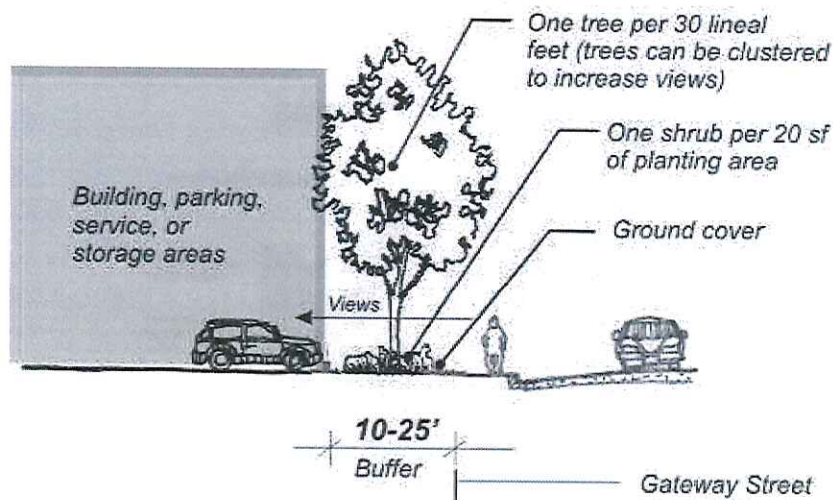 One tree per 30 lineal
feet (trees can be clustered
to increase views)
One shrub per 20 sf
of planting area
Building, parking,
service, or
storage areas
Ground cover
Views
10-25'
Buffer
Gateway Street